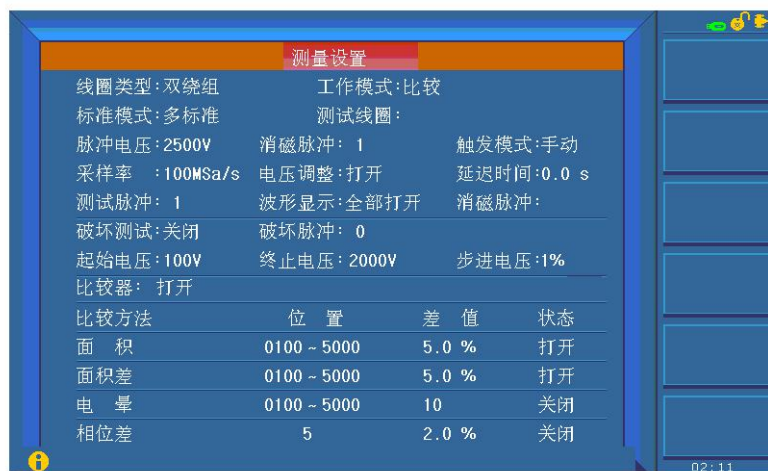 测量设置
线圈类型:双绕组 工作模式:比较
标准模式:多标准 测试线圈:
脉冲电压:2500V 消磁脉冲: 1 触发模式:手动
采样率 :100MSa/s 电压调整:打开 延迟时间:0.0 s
测试脉冲: 1 波形显示:全部打开 消磁脉冲:
破坏测试:关闭 破坏脉冲: 0
起始电压:100V 终止电压: 2000V 步进电压:1%
比较器: 打开
比较方法 位 置 差 值 状态
面 积 0100 ~ 5000 5.0 % 打开
面积差 0100 ~ 5000 5.0 % 打开
电 晕 0100 ~ 5000 10 关闭
相位差 5 2.0 % 关闭
02:11